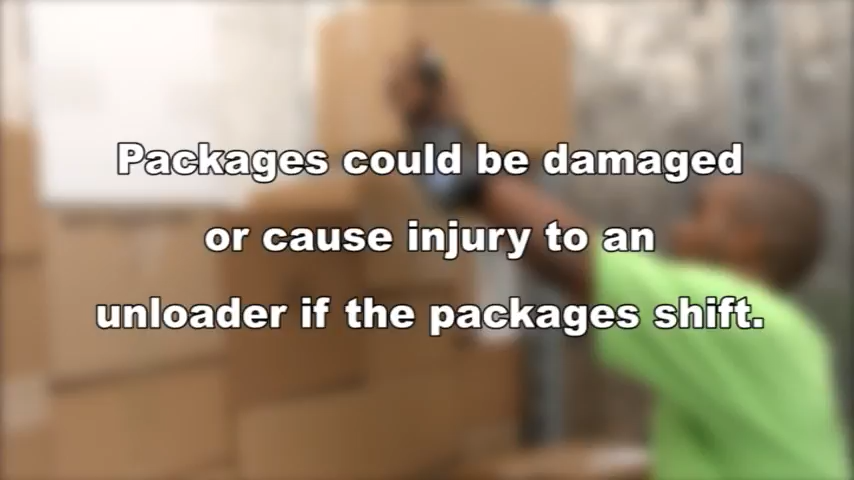 Packages could be damaged
or cause injury to an
unloader if the packages shift.